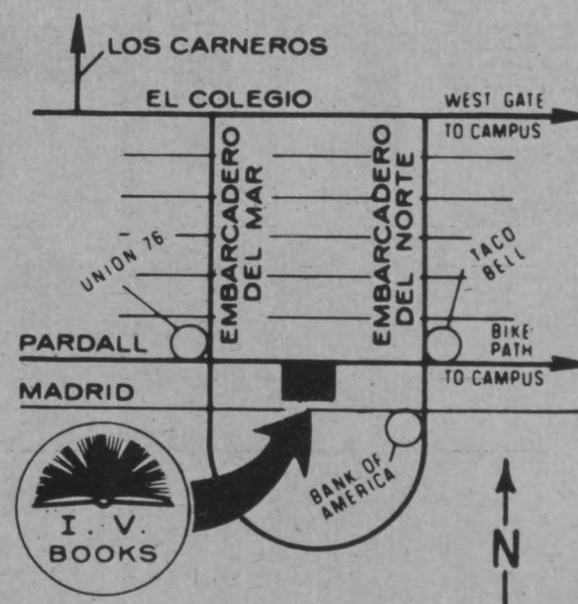 LOS CARNEROS
EL COLEGIO
WEST GATE
TO CAMPUS
EMBARCADERO
DEL MAR
EMBARCADERO
DEL NORTE
UNION 76
TACO
BELL
PARDALL
BIKE
PATH
TO CAMPUS
MADRID
BANK OF
AMERICA
I. V.
BOOKS
N